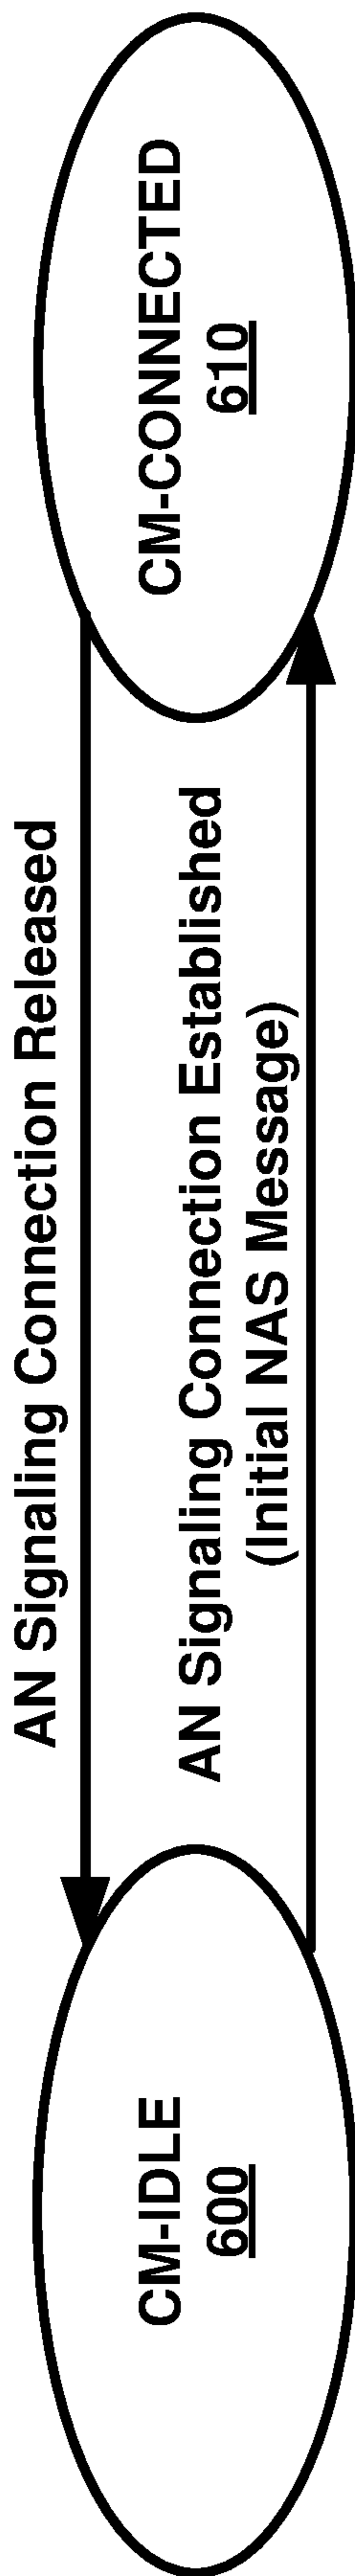 AN Signaling Connection Released
CM-IDLE
600
AN Signaling Connection Established
(Initial NAS Message)
CM-CONNECTED
610